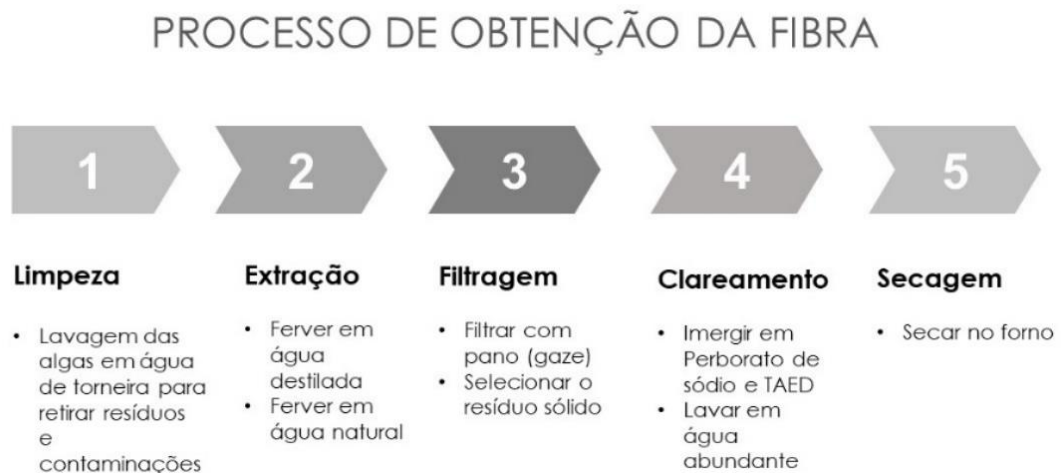 PROCESSO DE OBTENÇÃO DA FIBRA
1
2
3
4
5
Limpeza
• Lavagem das
algas em água
de torneira para
retirar resíduos
e
contaminações
Extração
• Ferver em
água
destilada
• Ferver em
água natural
Filtragem
• Filtrar com
pano (gaze)
• Selecionar o
resíduo sólido
Clareamento
• Imergir em
Perborato de
sódio e TAED
• Lavar em
água
abundante
Secagem
• Secar no forno